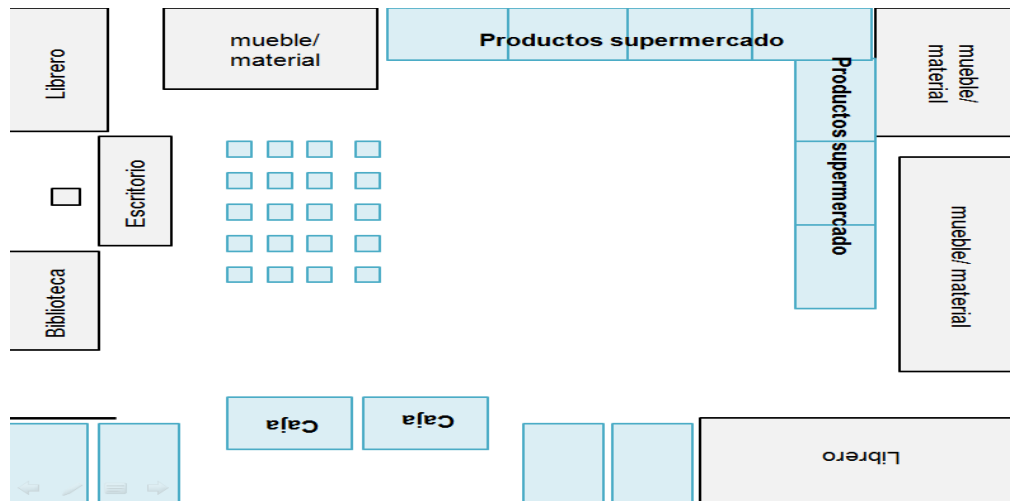 Librero
mueble/
material
Productos supermercado
mueble/
material
Productos supermercado
Escritorio
mueble/ material
Biblioteca
Caja
Caja
Librero